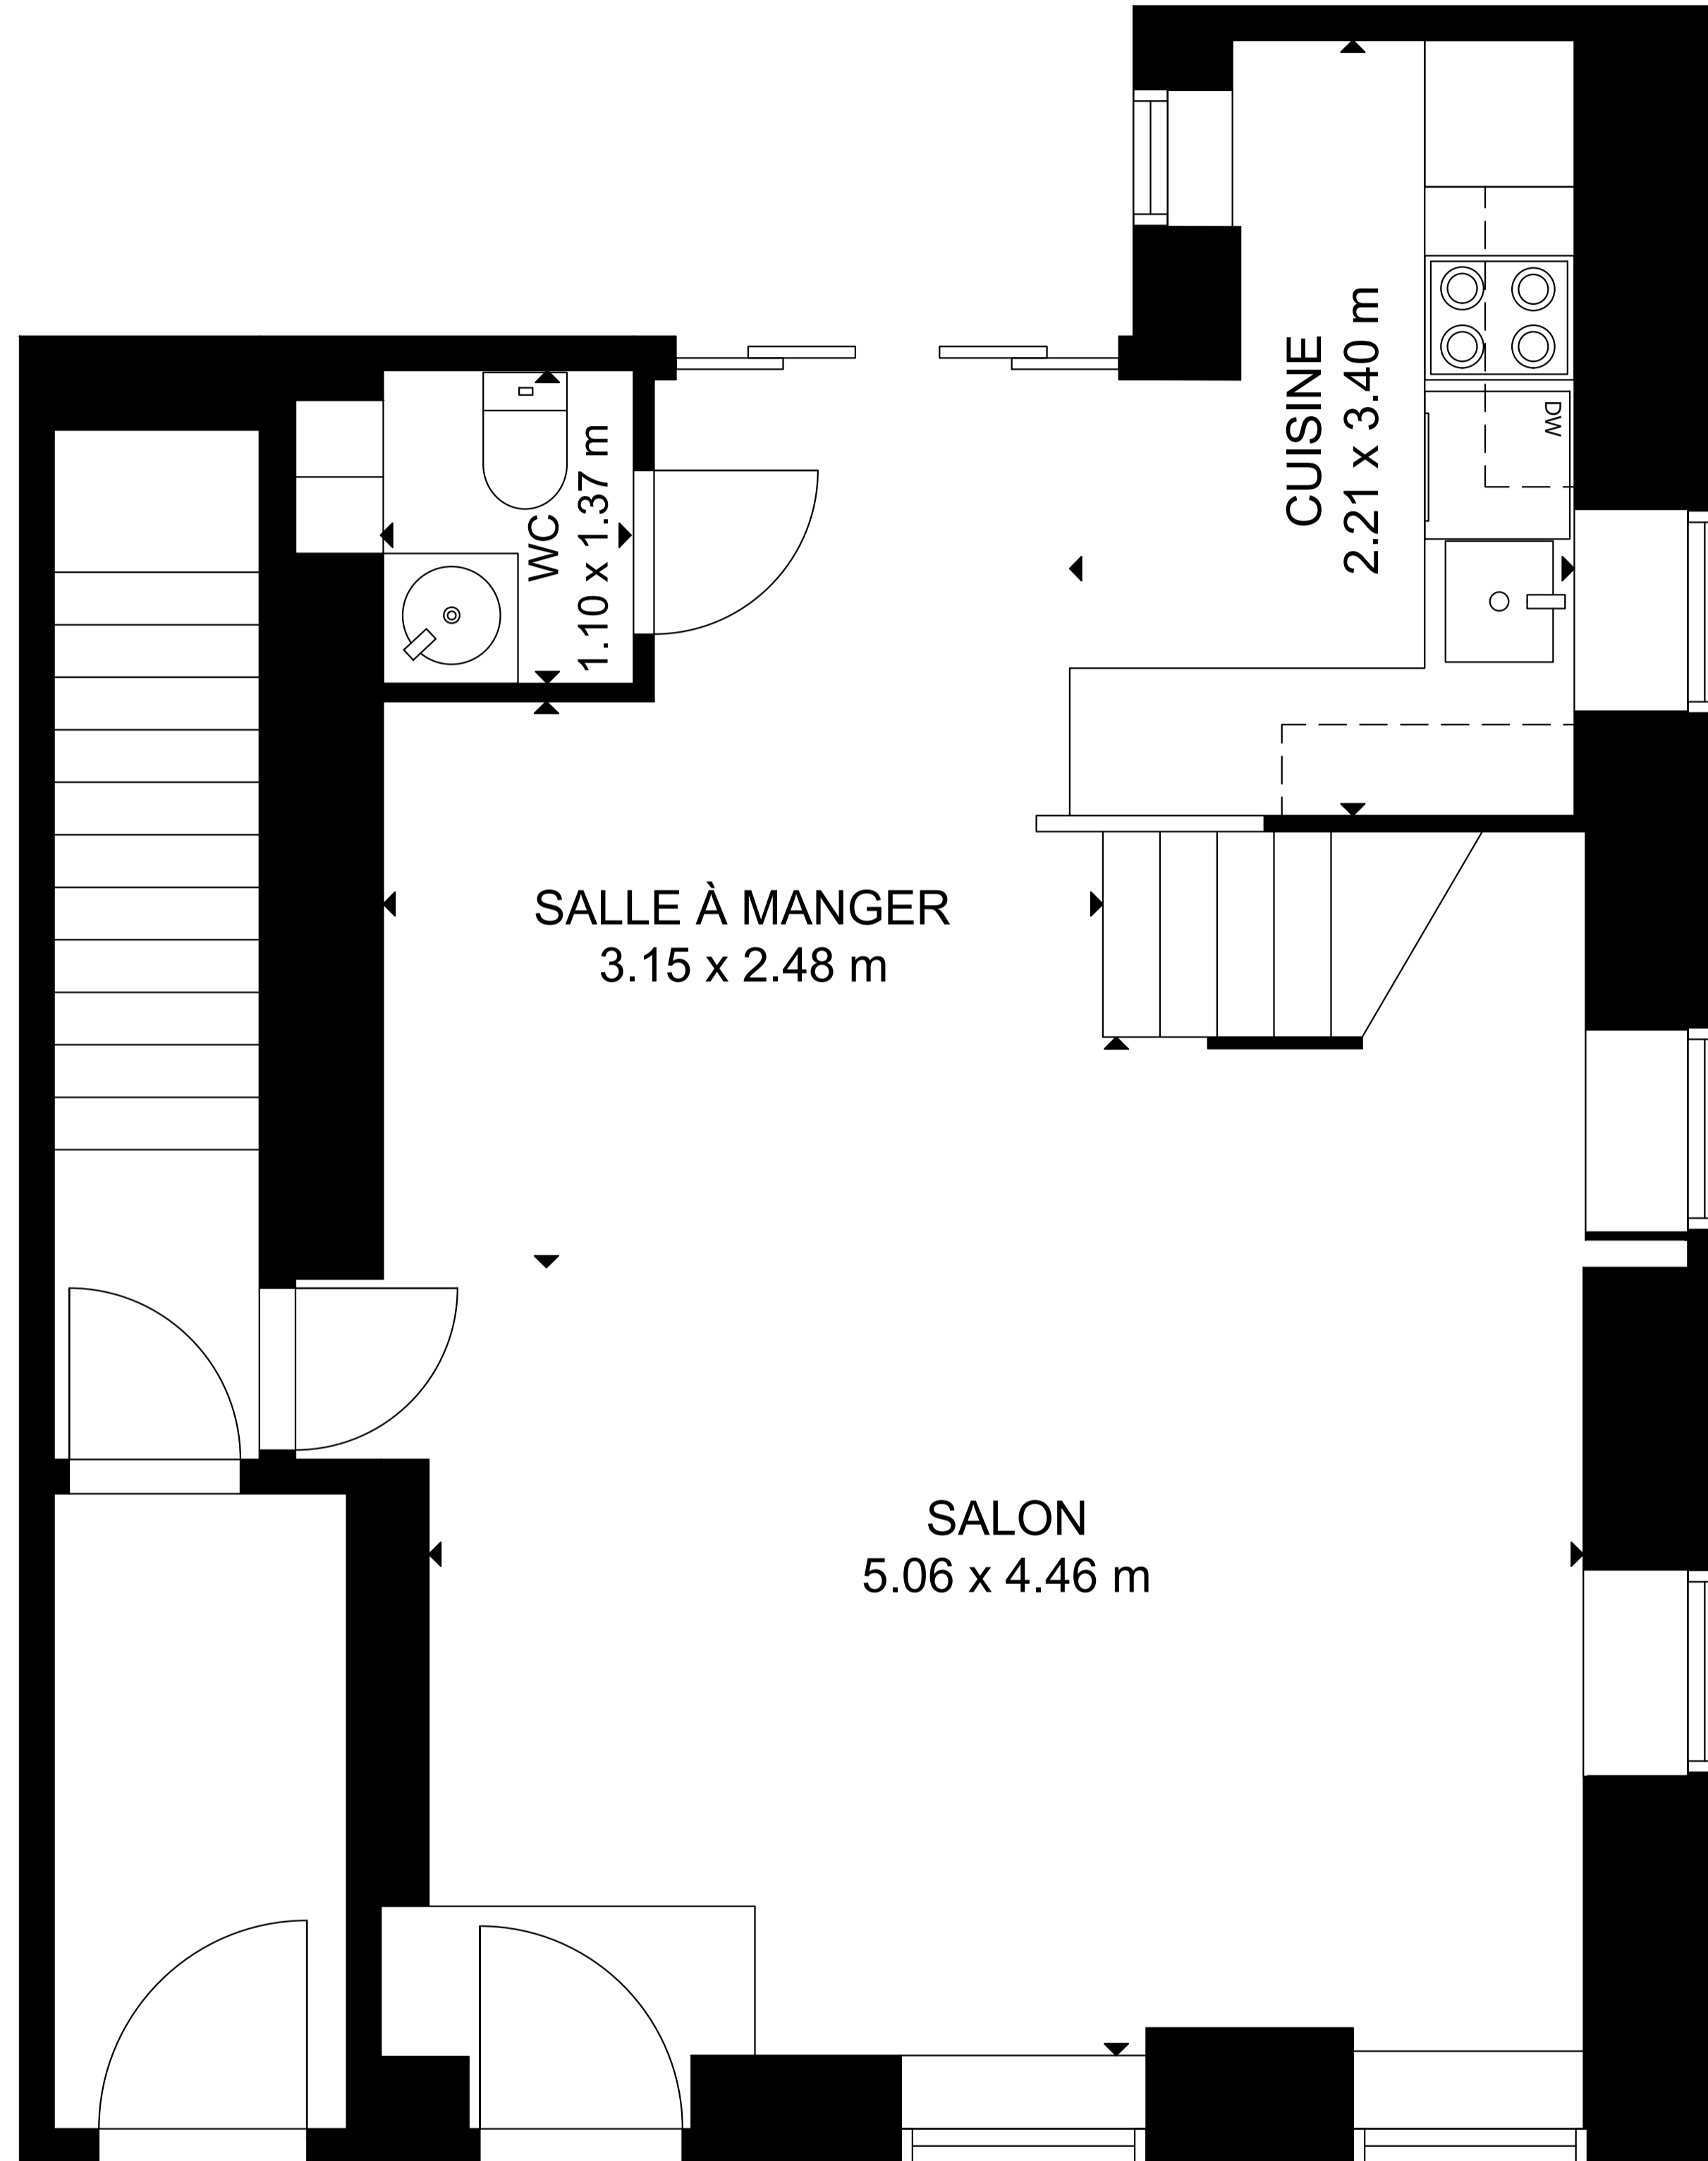 CUISINE
2.21 x 3.40 m
DW
WC
1.10 x 1.37 m
SALLE À MANGER
3.15 x 2.48 m
SALON
5.06 x 4.46 m